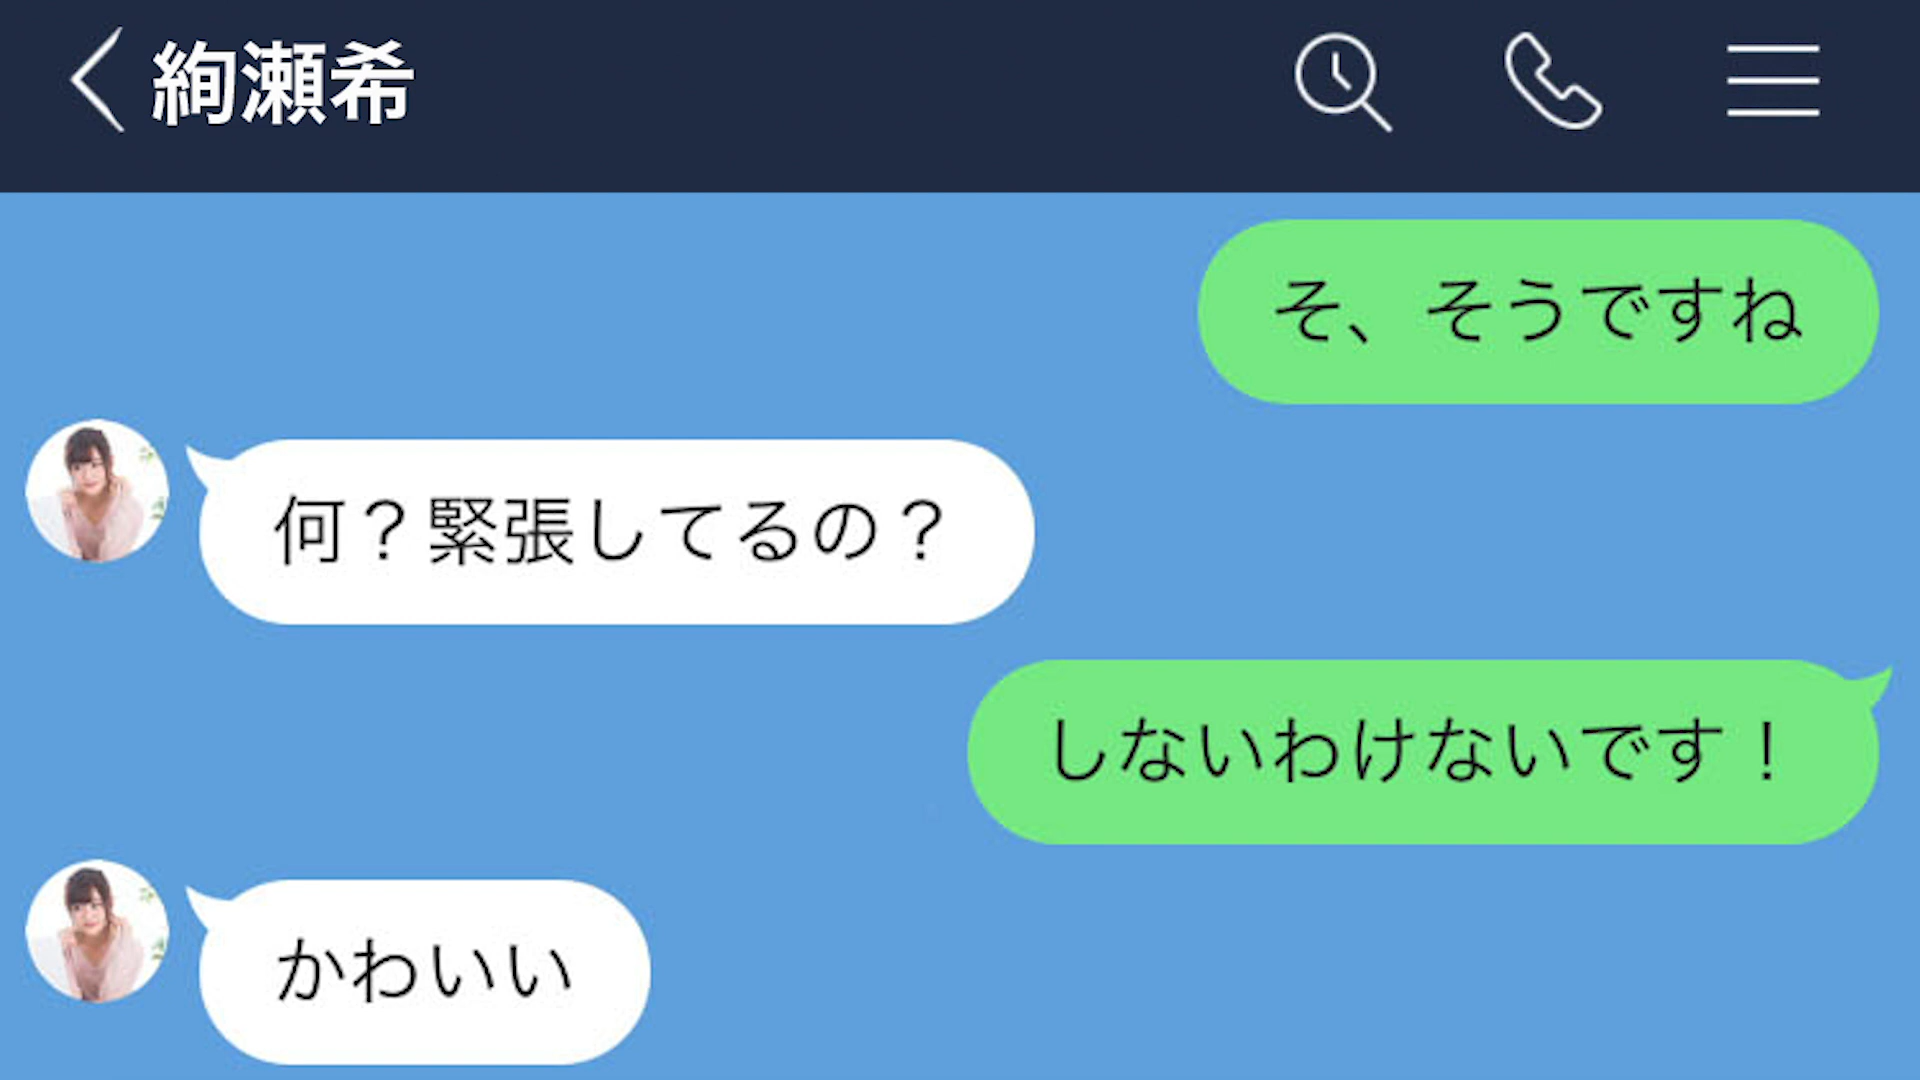 絢瀬希
そ、そうですね
何？緊張してるの？
しないわけないです！
かわいい